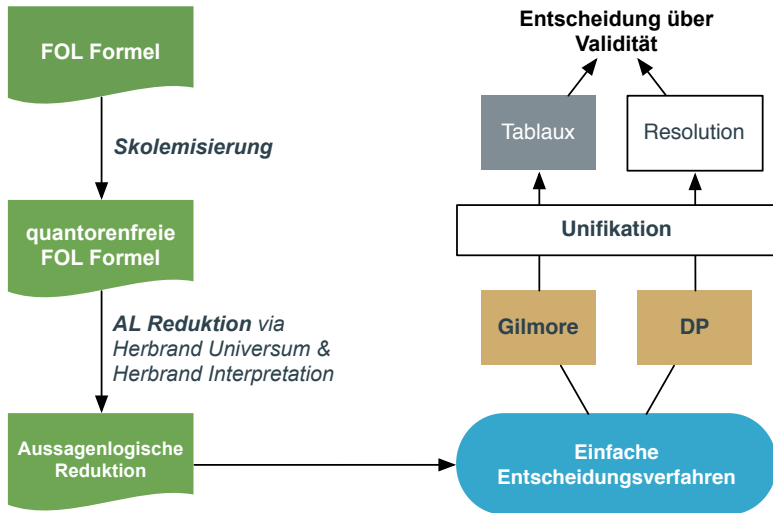 FOL Formel
Skolemisierung
quantorenfreie
FOL Formel
AL Reduktion via
Herbrand Universum &
Herbrand Interpretation
Aussagenlogische
Reduktion
Einfache
Entscheidungsverfahren
Gilmore
DP
Unifikation
Tablaux
Resolution
Entscheidung über
Validität